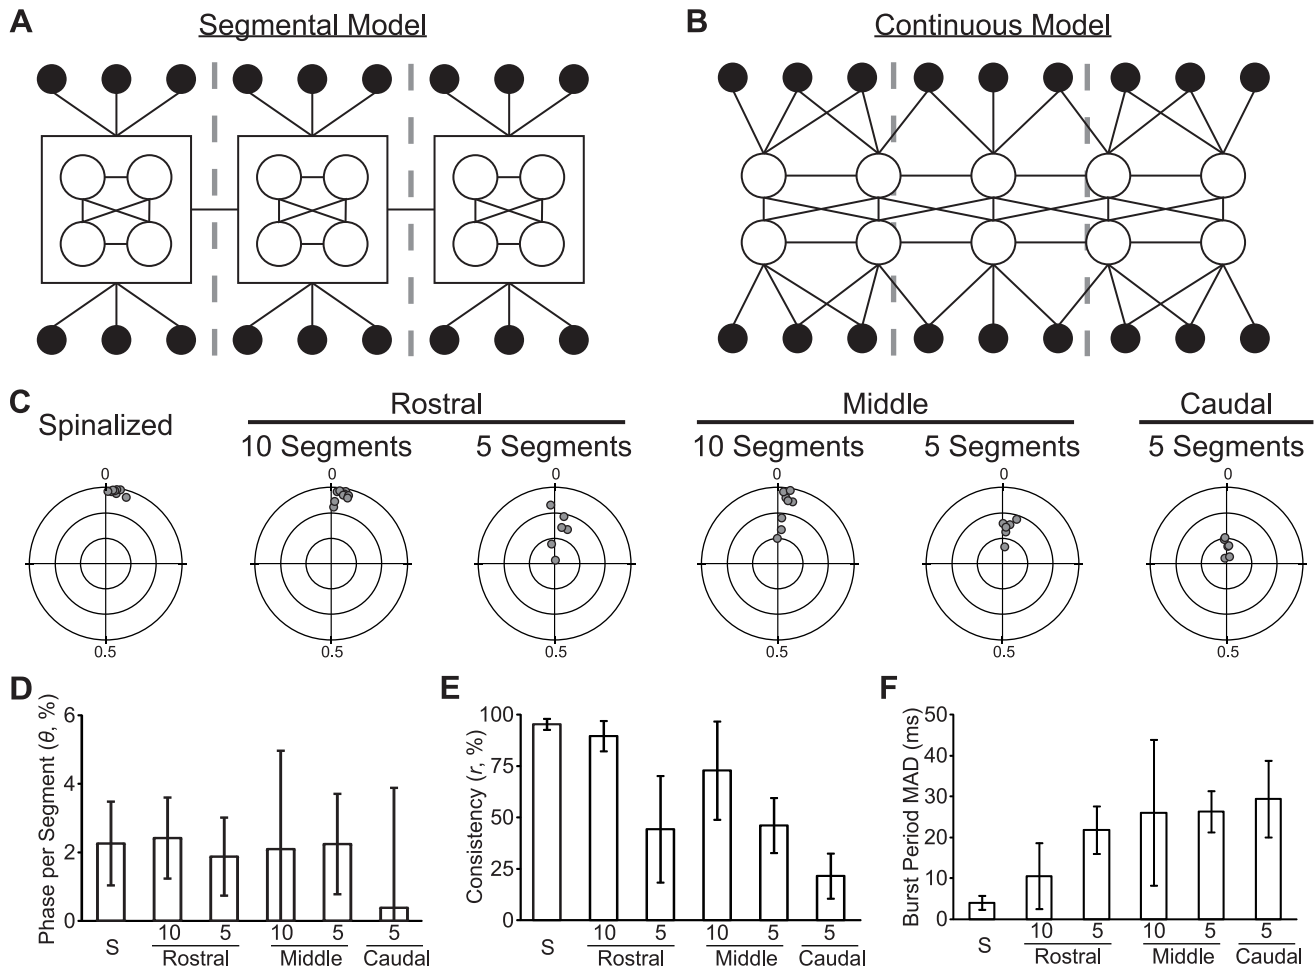 A
Segmental Model
B
Continuous Model
C
Spinalized
Rostral
Middle
Caudal
10 Segments
5 Segments
10 Segments
5 Segments
5 Segments
0
0
0
0
0
0
0.5
0.5
0.5
0.5
0.5
0.5
D
Phase per Segment (θ, %)
6
4
2
0
S
10
5
10
5
5
Rostral
Middle
Caudal
E
Consistency (r, %)
100
75
50
25
0
S
10
5
10
5
5
Rostral
Middle
Caudal
F
Burst Period MAD (ms)
50
40
30
20
10
0
S
10
5
10
5
5
Rostral
Middle
Caudal